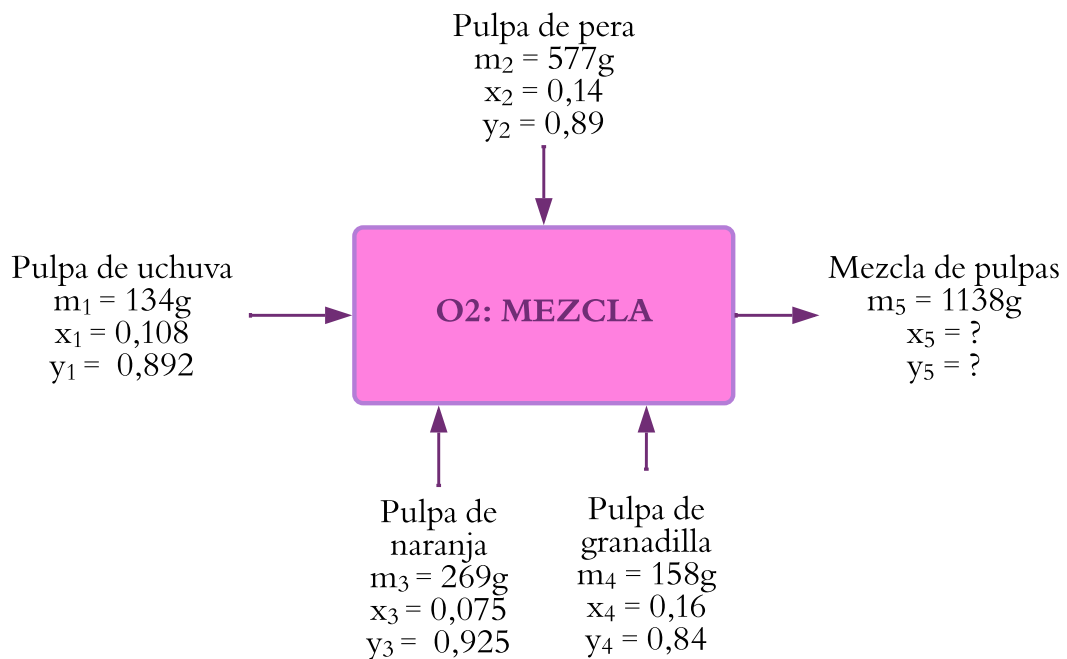 Pulpa de pera
m₂ = 577g
x₂ = 0,14
y₂ = 0,89
Pulpa de uchuva
m₁ = 134g
x₁ = 0,108
y₁ = 0,892
O2: MEZCLA
Mezcla de pulpas
m₅ = 1138g
x₅ = ?
y₅ = ?
Pulpa de
naranja
m₃ = 269g
x₃ = 0,075
y₃ = 0,925
Pulpa de
granadilla
m₄ = 158g
x₄ = 0,16
y₄ = 0,84